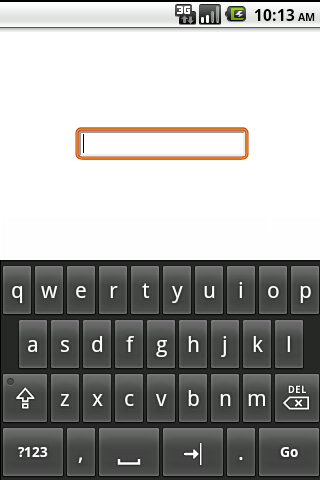 3G 10:13 AM
q w e r t y u i o p
a s d f g h j k l
z x c v b n m DEL
?123 , . Go